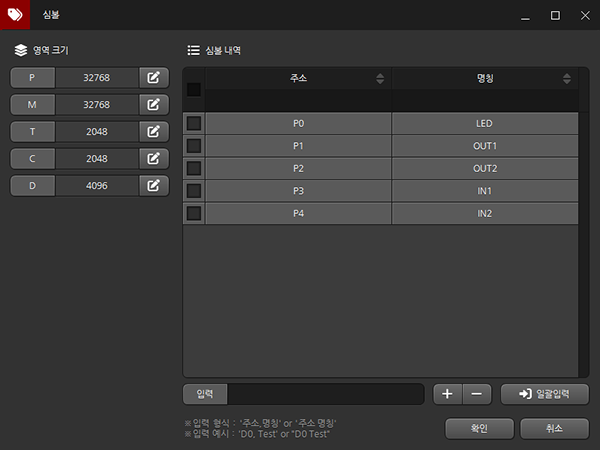 심볼
영역 크기
P 32768
M 32768
T 2048
C 2048
D 4096
심볼 내역
주소 명칭
P0 LED
P1 OUT1
P2 OUT2
P3 IN1
P4 IN2
입력
일괄입력
※입력 형식 : '주소,명칭' or '주소 명칭'
※입력 예시 : 'D0, Test' or "D0 Test"
확인 취소